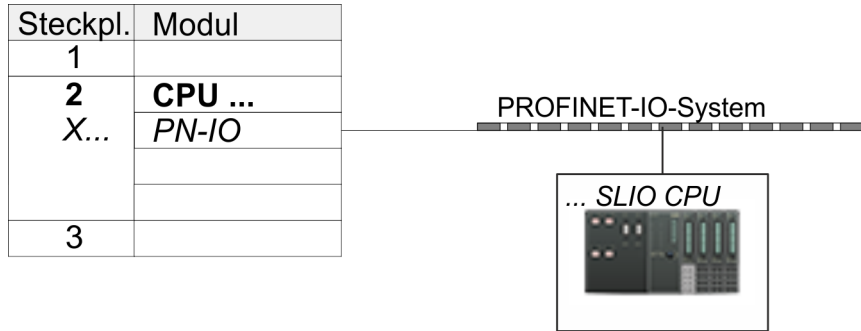 Steckpl. Modul
1
2 CPU ...
X... PN-IO
3
PROFINET-IO-System
... SLIO CPU